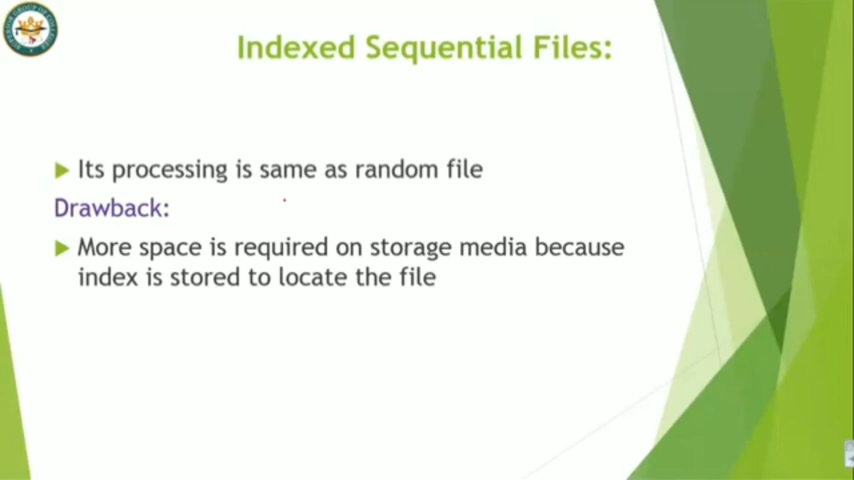 Indexed Sequential Files:
Its processing is same as random file
Drawback:
More space is required on storage media because
index is stored to locate the file